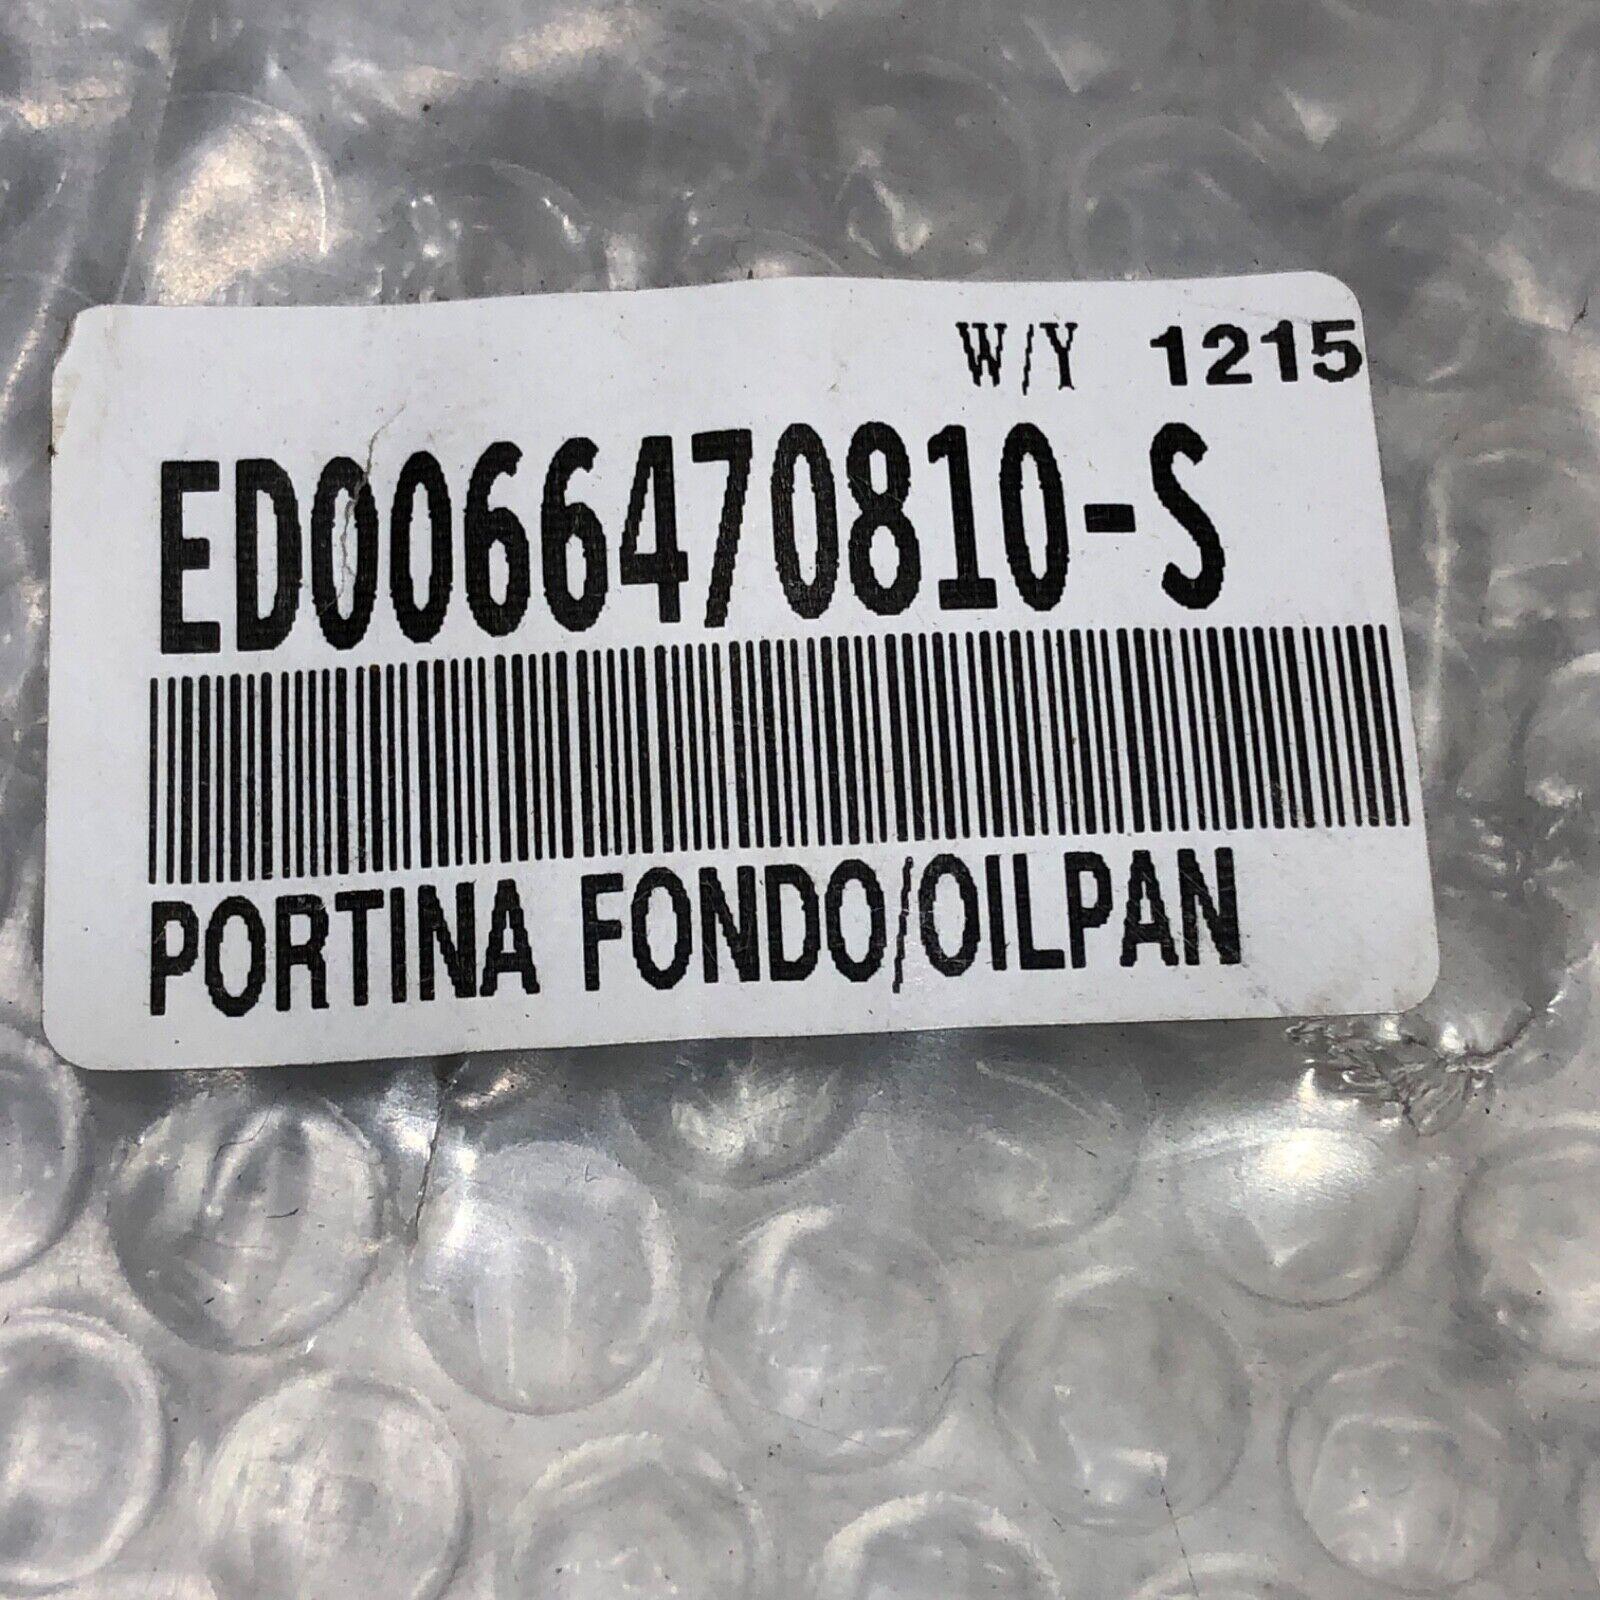 W/Y 1215
ED0066470810-S
PORTINA FONDO/OILPAN